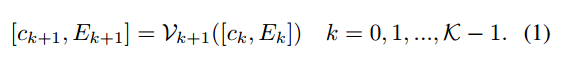 [c_{k+1}, E_{k+1}] = 𝒱_{k+1}([c_k, E_k])   k = 0, 1, ..., 𝒦 − 1.   (1)